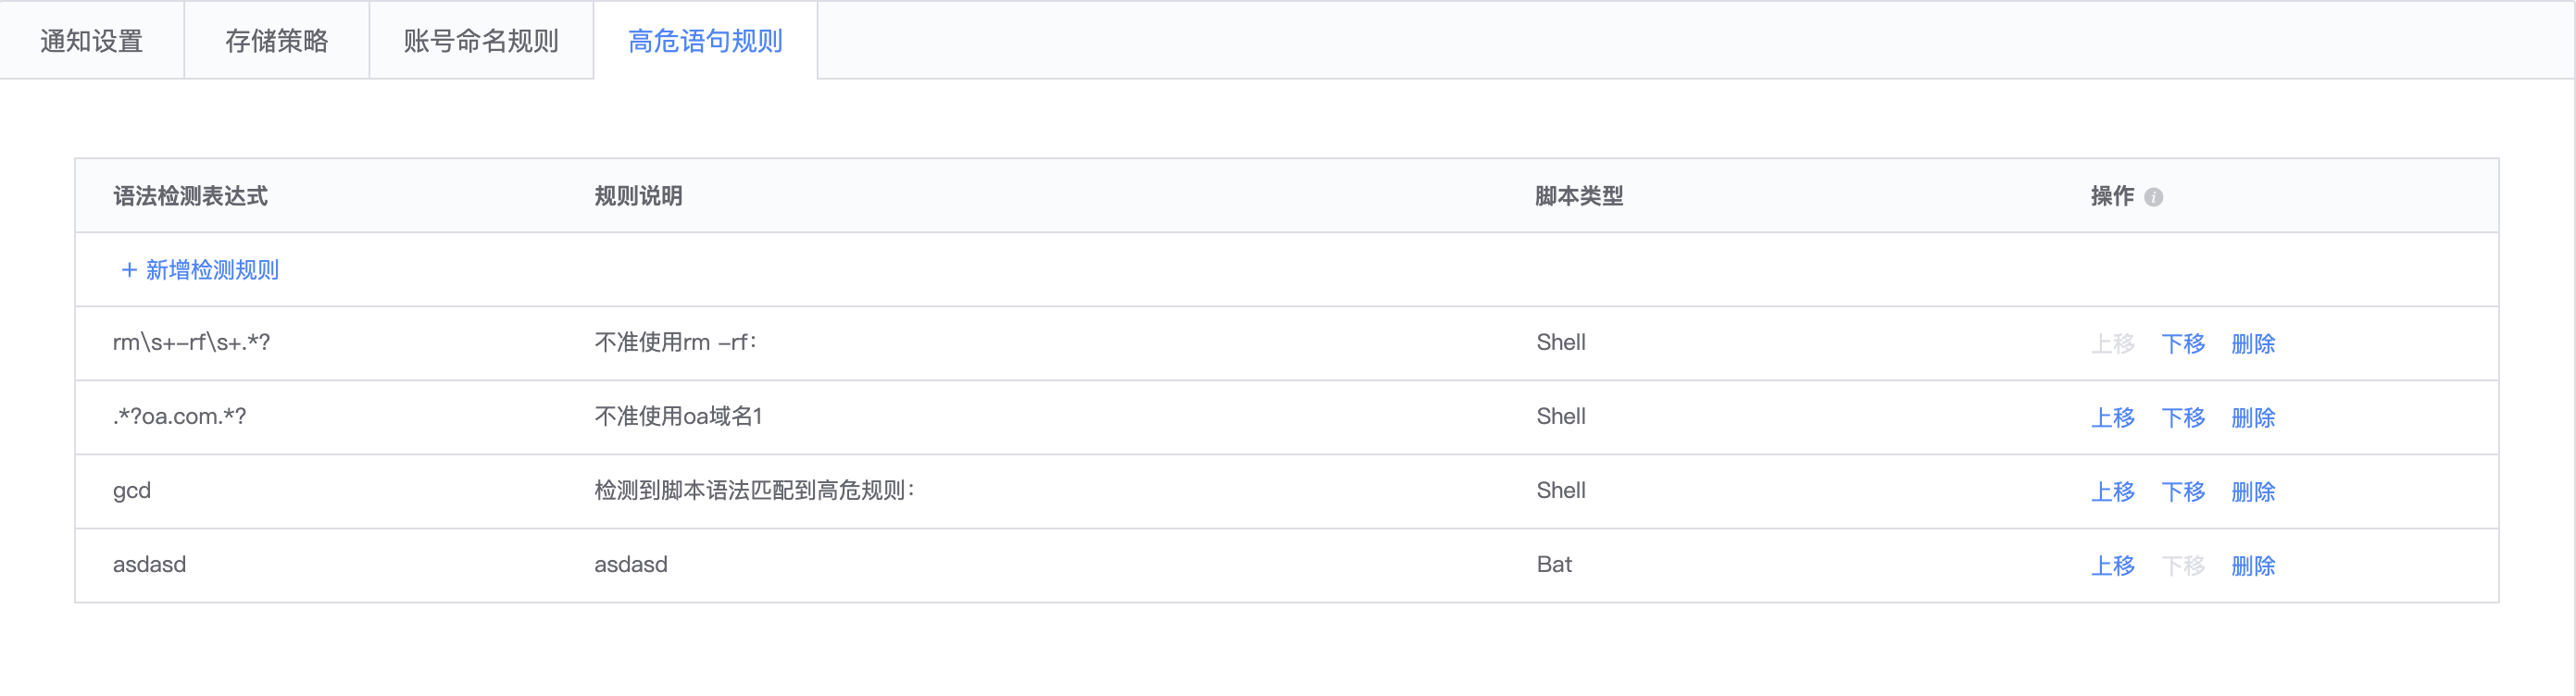 通知设置 存储策略 账号命名规则 高危语句规则
语法检测表达式 规则说明 脚本类型 操作
+ 新增检测规则
rm\s+-rf\s+.*? 不准使用rm -rf： Shell 上移 下移 删除
.*?oa.com.*? 不准使用oa域名1 Shell 上移 下移 删除
gcd 检测到脚本语法匹配到高危规则： Shell 上移 下移 删除
asdasd asdasd Bat 上移 下移 删除